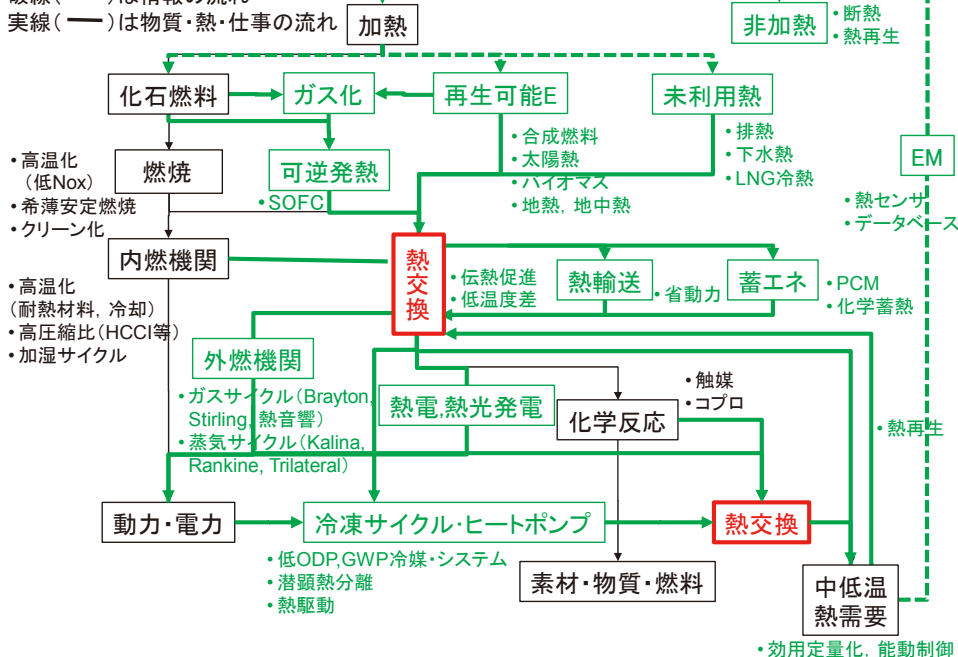 実線( ー )は物質・熱・仕事の流れ
加熱
非加熱
・断熱
・熱再生
化石燃料
ガス化
再生可能E
未利用熱
・高温化
(低Nox)
・希薄安定燃焼
・クリーン化
燃焼
可逆発熱
・SOFC
・合成燃料
・太陽熱
・バイオマス
・地熱, 地中熱
・排熱
・下水熱
・LNG冷熱
EM
・熱センサ
・データベース
内燃機関
・高温化
(耐熱材料, 冷却)
・高圧縮比(HCCI等)
・加湿サイクル
熱交換
・伝熱促進
・低温度差
熱輸送
・省動力
蓄エネ
・PCM
・化学蓄熱
外燃機関
・ガスサイクル(Brayton,
Stirling, 熱音響)
・蒸気サイクル(Kalina,
Rankine, Trilateral)
熱電,熱光発電
化学反応
・触媒
・コプロ
・熱再生
動力・電力
冷凍サイクル・ヒートポンプ
熱交換
・低ODP,GWP冷媒・システム
・潜顕熱分離
・熱駆動
素材・物質・燃料
中低温
熱需要
・効用定量化, 能動制御